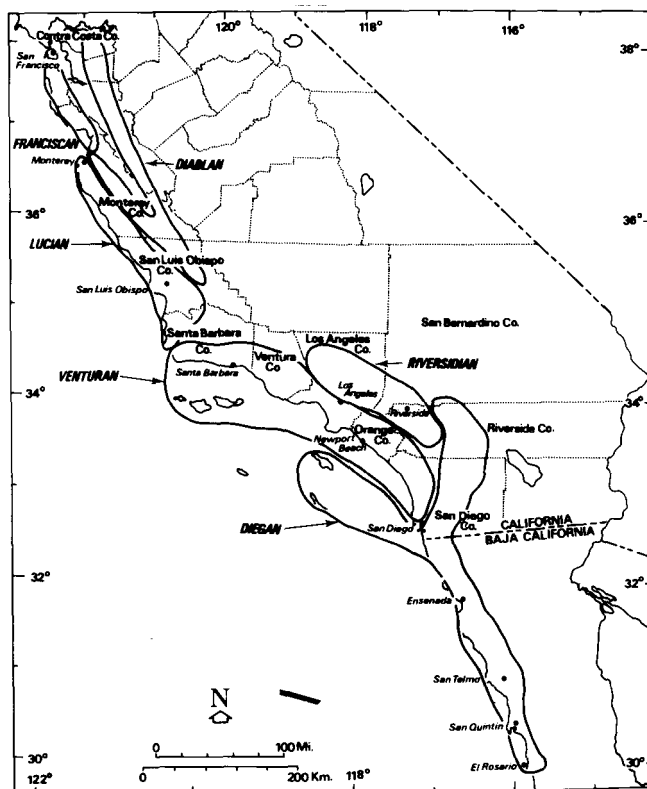 120°
118°
116°
38°
38°
Contra Costa Co.
San
Francisco
FRANCISCAN
Monterey
DIABLAN
Monterey
Co.
36°
36°
LUCIAN
San Luis Obispo
Co.
San Luis Obispo
San Bernardino Co.
Santa Barbara
Co.
Los Angeles
Co.
Ventura
Co
RIVERSIDIAN
VENTURAN
Santa Barbara
Los
Angeles
34°
34°
Riverside
Orange
Co.
Riverside Co.
Newport
Beach
DIEGAN
San Diego
San Diego
Co.
CALIFORNIA
BAJA CALIFORNIA
32°
32°
Ensenada
San Telmo
N
San Quintin
El Rosario
30°
30°
0 100 Mi.
0 200 Km.
122°
118°